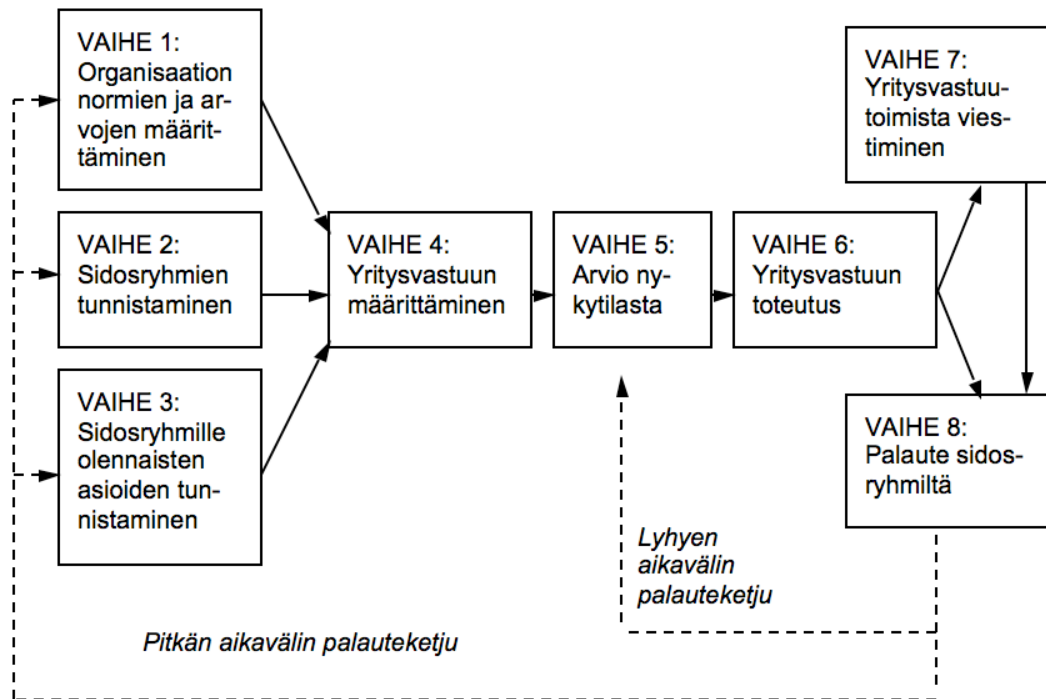 VAIHE 1:
Organisaation
normien ja ar-
vojen määrit-
täminen
VAIHE 2:
Sidosryhmien
tunnistaminen
VAIHE 3:
Sidosryhmille
olennaisten
asioiden tun-
nistaminen
VAIHE 4:
Yritysvastuun
määrittäminen
VAIHE 5:
Arvio ny-
kytilasta
VAIHE 6:
Yritysvastuun
toteutus
VAIHE 7:
Yritysvastuu-
toimista vies-
timinen
VAIHE 8:
Palaute sidos-
ryhmiltä
Lyhyen
aikavälin
palauteketju
Pitkän aikavälin palauteketju